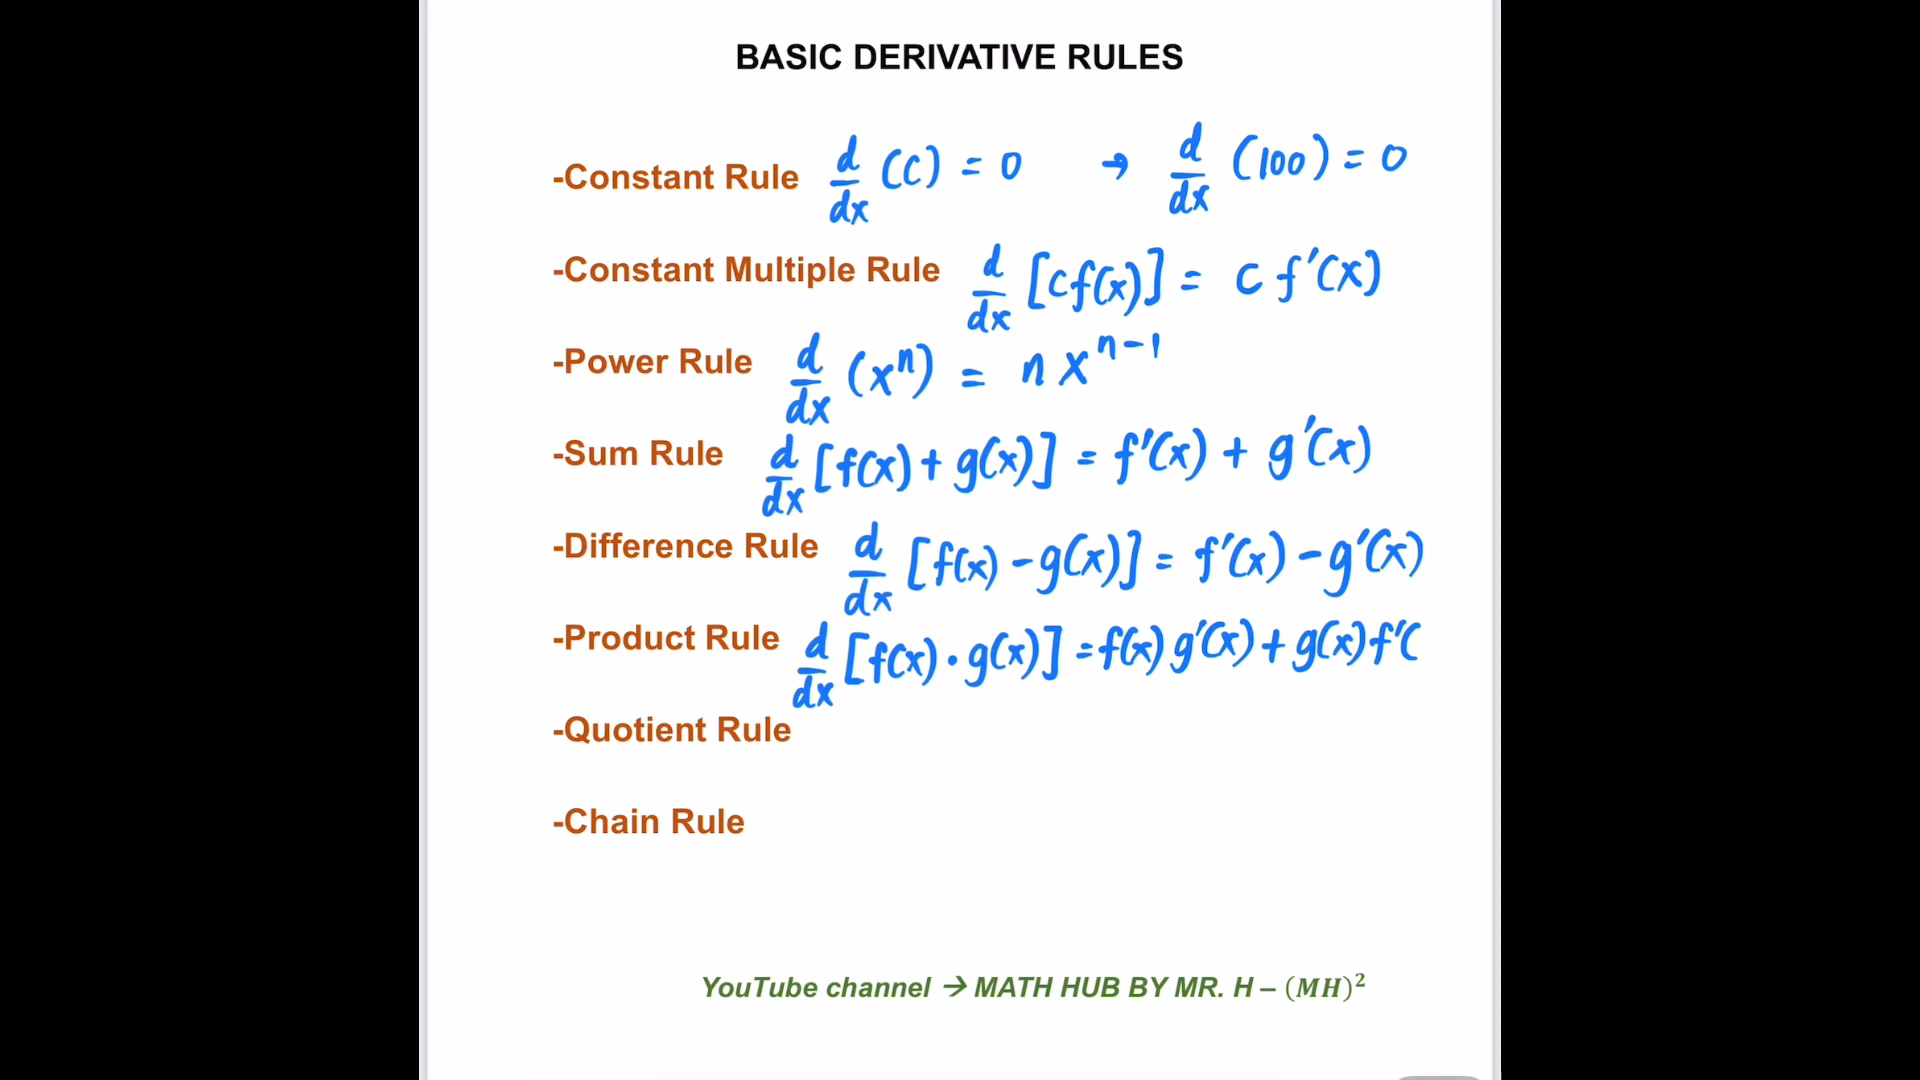 BASIC DERIVATIVE RULES
-Constant Rule d/dx (c) = 0 → d/dx (100) = 0
-Constant Multiple Rule d/dx [cf(x)] = c f'(x)
-Power Rule d/dx (xⁿ) = n xⁿ⁻¹
-Sum Rule d/dx [f(x) + g(x)] = f'(x) + g'(x)
-Difference Rule d/dx [f(x) - g(x)] = f'(x) - g'(x)
-Product Rule d/dx [f(x) · g(x)] = f(x) g'(x) + g(x) f'(
-Quotient Rule
-Chain Rule
YouTube channel → MATH HUB BY MR. H – (MH)²